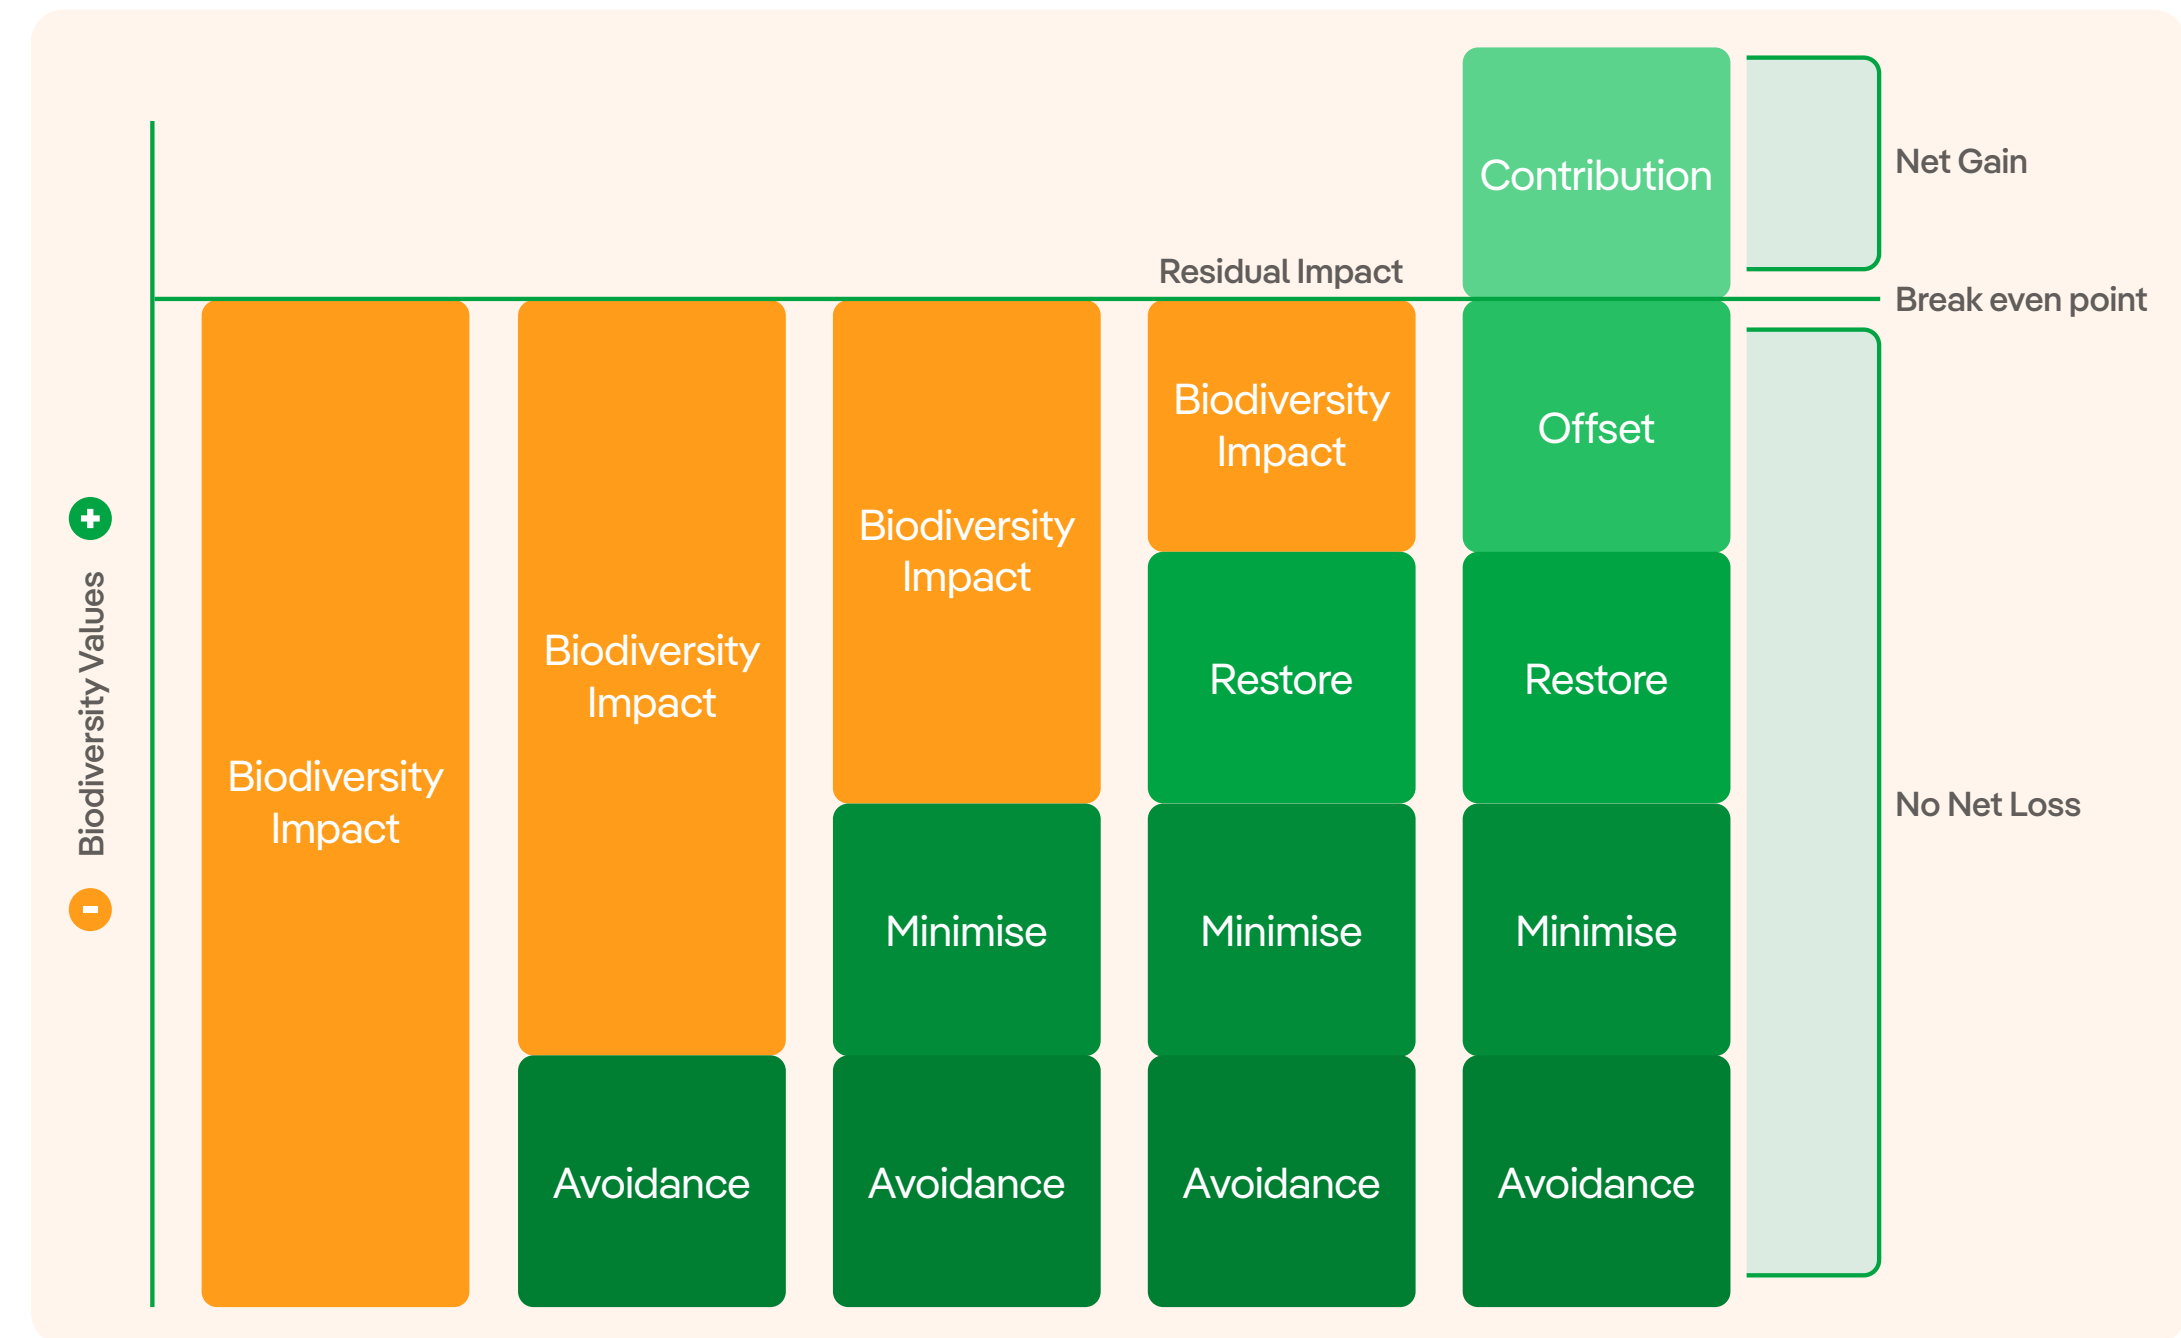 Contribution
Net Gain
Residual Impact
Break even point
Biodiversity Values
+
-
Biodiversity
Impact
Biodiversity
Impact
Avoidance
Biodiversity
Impact
Minimise
Avoidance
Biodiversity
Impact
Restore
Minimise
Avoidance
Offset
Restore
Minimise
Avoidance
No Net Loss